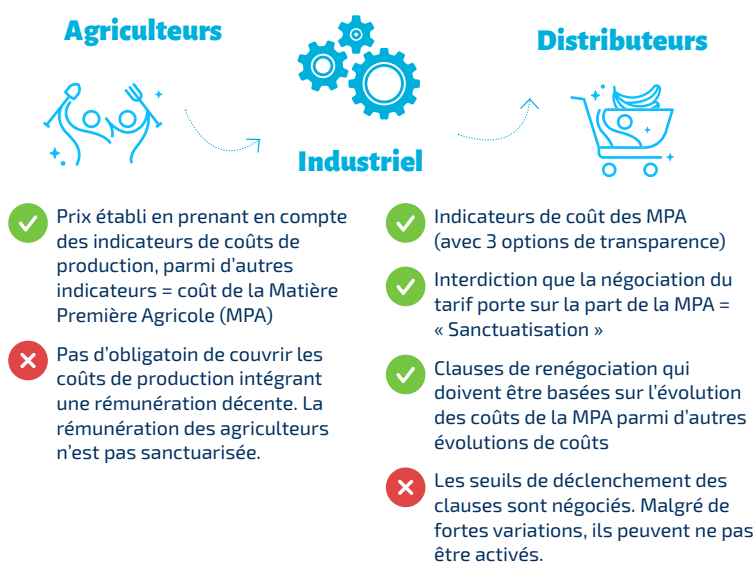 Agriculteurs
Industriel
Distributeurs
Prix établi en prenant en compte
des indicateurs de coûts de
production, parmi d'autres
indicateurs = coût de la Matière
Première Agricole (MPA)
Pas d'obligatoin de couvrir les
coûts de production intégrant
une rémunération décente. La
rémunération des agriculteurs
n'est pas sanctuarisée.
Indicateurs de coût des MPA
(avec 3 options de transparence)
Interdiction que la négociation du
tarif porte sur la part de la MPA =
« Sanctuatisation »
Clauses de renégociation qui
doivent être basées sur l'évolution
des coûts de la MPA parmi d'autres
évolutions de coûts
Les seuils de déclenchement des
clauses sont négociés. Malgré de
fortes variations, ils peuvent ne pas
être activés.